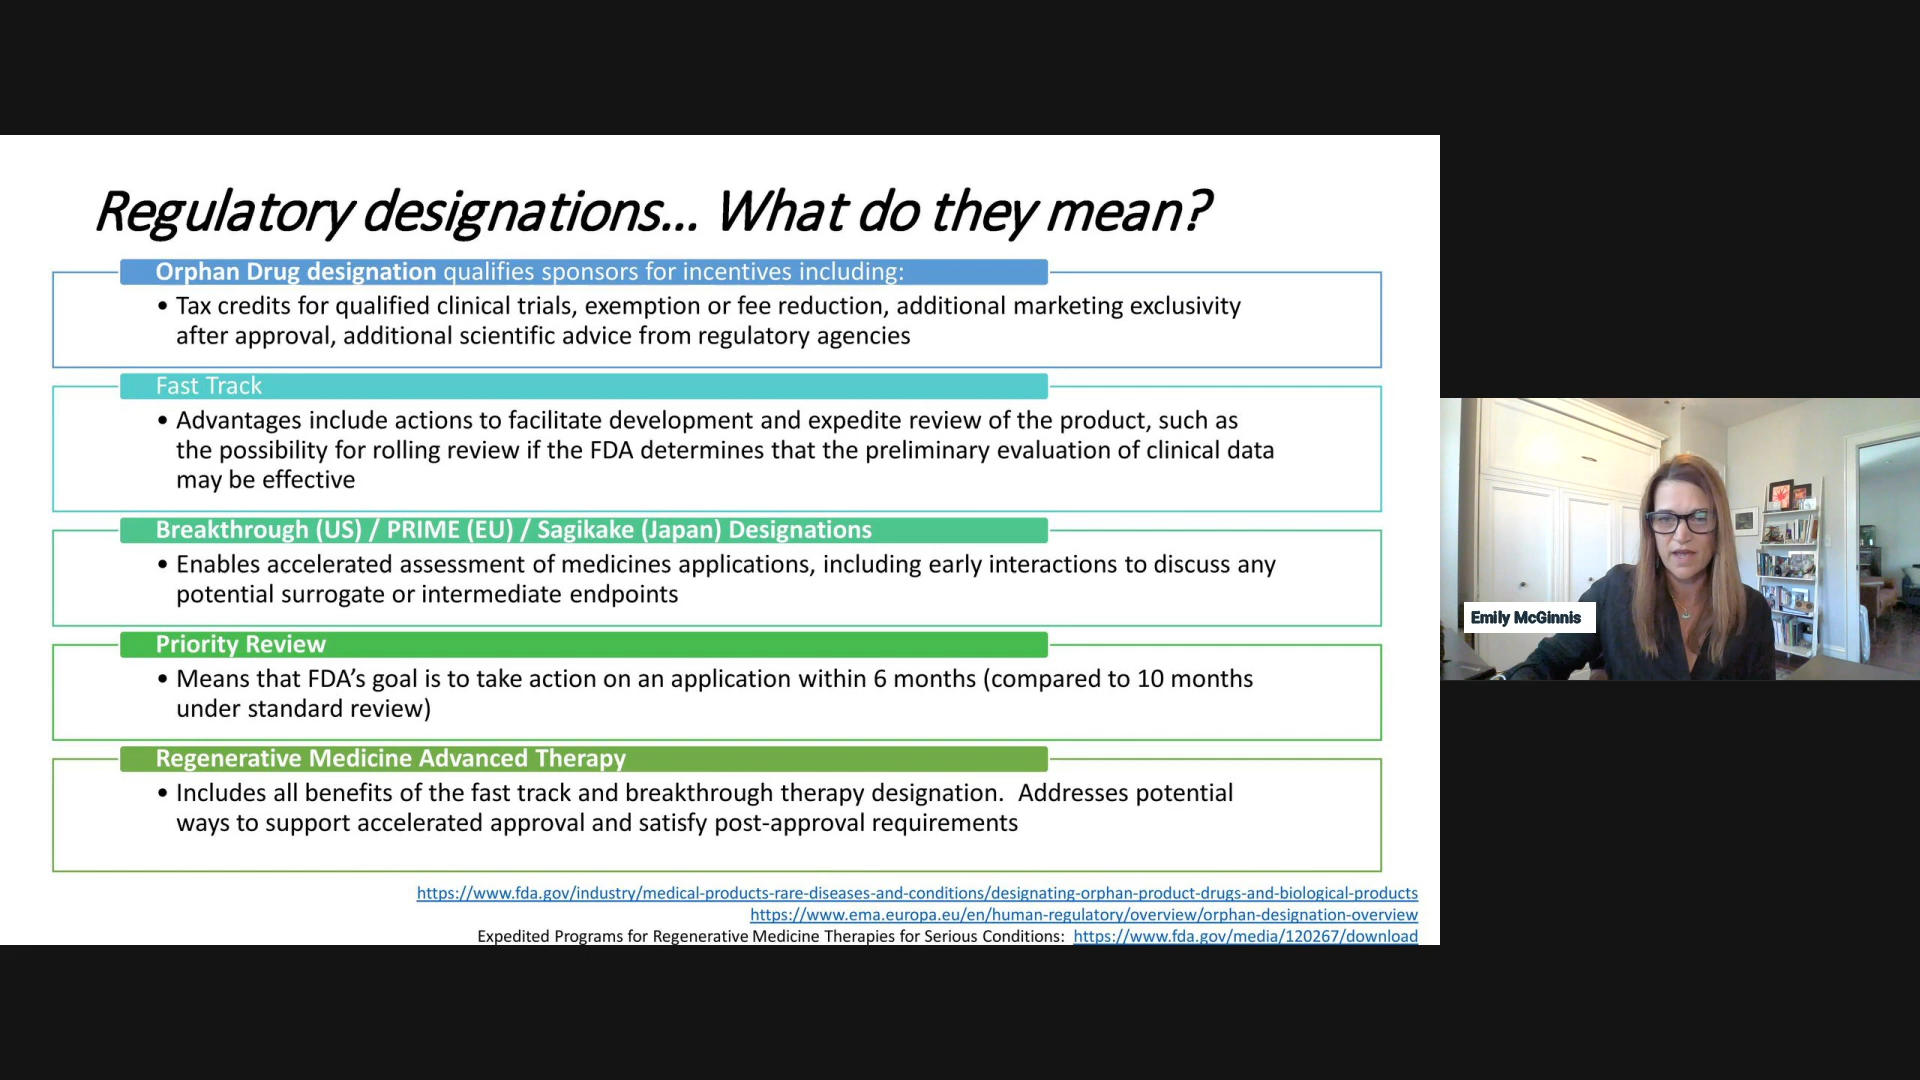 Regulatory designations... What do they mean?
Orphan Drug designation qualifies sponsors for incentives including:
• Tax credits for qualified clinical trials, exemption or fee reduction, additional marketing exclusivity
after approval, additional scientific advice from regulatory agencies
Fast Track
• Advantages include actions to facilitate development and expedite review of the product, such as
the possibility for rolling review if the FDA determines that the preliminary evaluation of clinical data
may be effective
Breakthrough (US) / PRIME (EU) / Sagikake (Japan) Designations
• Enables accelerated assessment of medicines applications, including early interactions to discuss any
potential surrogate or intermediate endpoints
Priority Review
• Means that FDA’s goal is to take action on an application within 6 months (compared to 10 months
under standard review)
Regenerative Medicine Advanced Therapy
• Includes all benefits of the fast track and breakthrough therapy designation.  Addresses potential
ways to support accelerated approval and satisfy post-approval requirements
https://www.fda.gov/industry/medical-products-rare-diseases-and-conditions/designating-orphan-product-drugs-and-biological-products
https://www.ema.europa.eu/en/human-regulatory/overview/orphan-designation-overview
Expedited Programs for Regenerative Medicine Therapies for Serious Conditions:  https://www.fda.gov/media/120267/download
Emily McGinnis